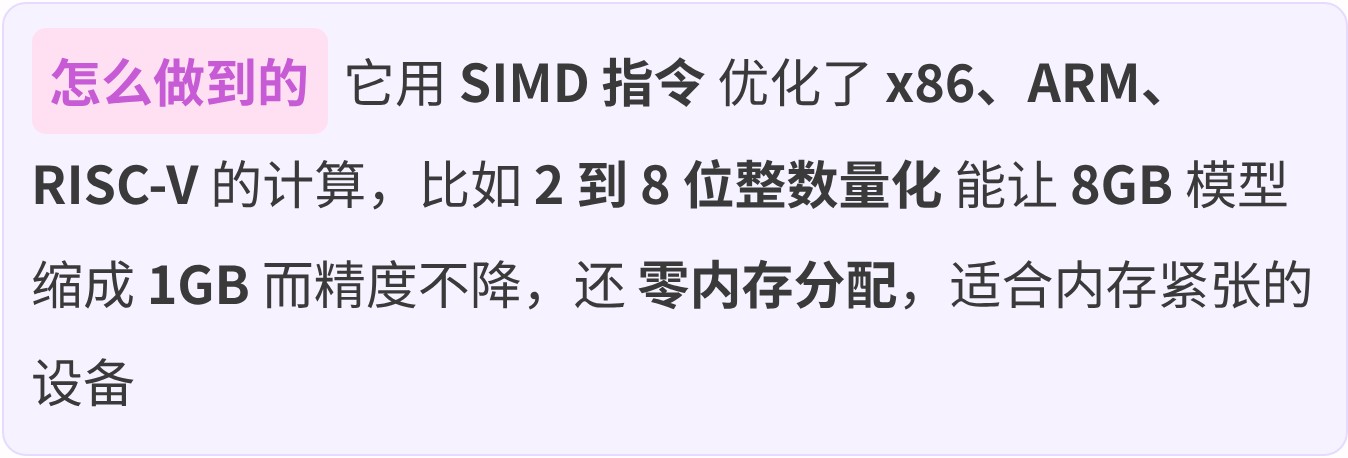 怎么做到的 它用 SIMD 指令 优化了 x86、ARM、
RISC-V 的计算，比如 2 到 8 位整数量化 能让 8GB 模型
缩成 1GB 而精度不降，还 零内存分配，适合内存紧张的
设备